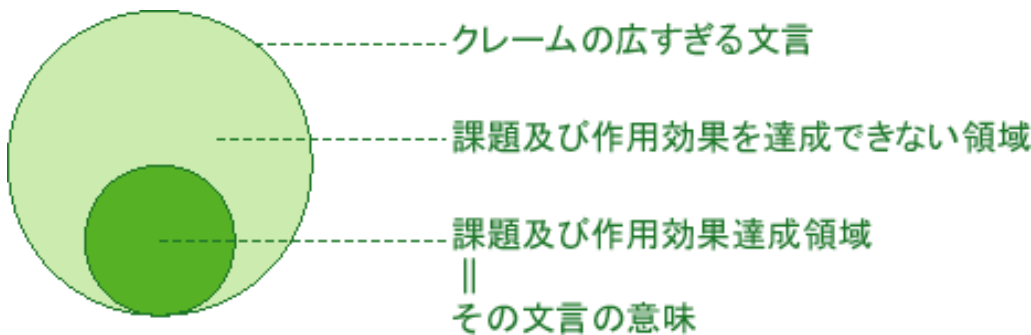 クレームの広すぎる文言
課題及び作用効果を達成できない領域
課題及び作用効果達成領域
||
その文言の意味